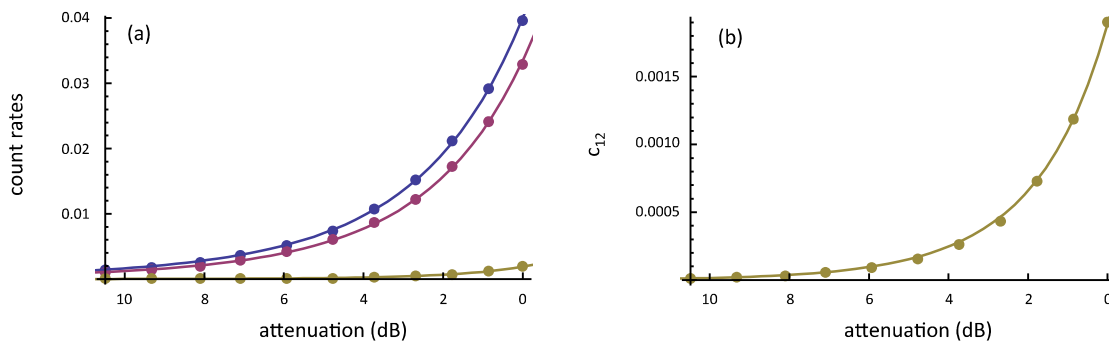 (a)
0.04
0.03
0.02
0.01
count rates
10 8 6 4 2 0
attenuation (dB)
(b)
0.0015
0.0010
0.0005
c12
10 8 6 4 2 0
attenuation (dB)